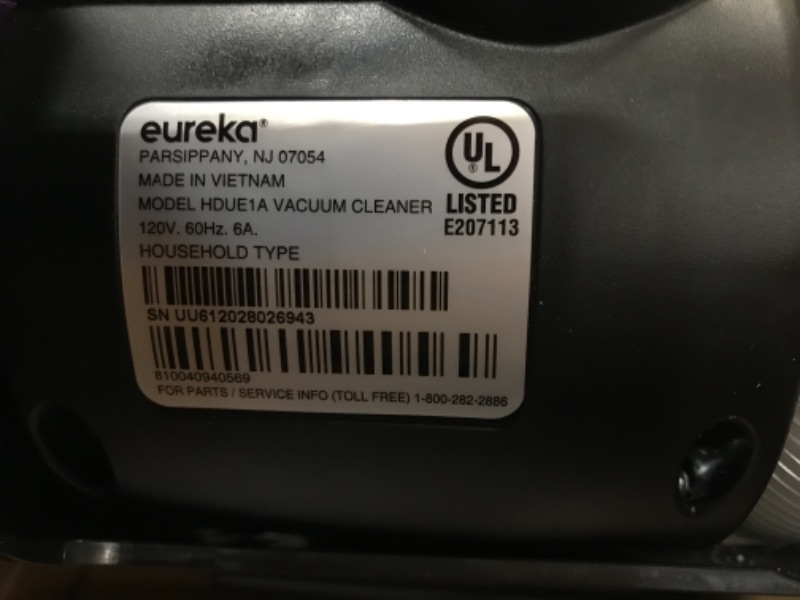 eureka®
PARSIPPANY, NJ 07054
MADE IN VIETNAM
MODEL HDUE1A VACUUM CLEANER
120V. 60Hz. 6A.
HOUSEHOLD TYPE
UL®
LISTED
E207113
SN UU612028026943
810040940569
FOR PARTS / SERVICE INFO (TOLL FREE) 1-800-282-2886